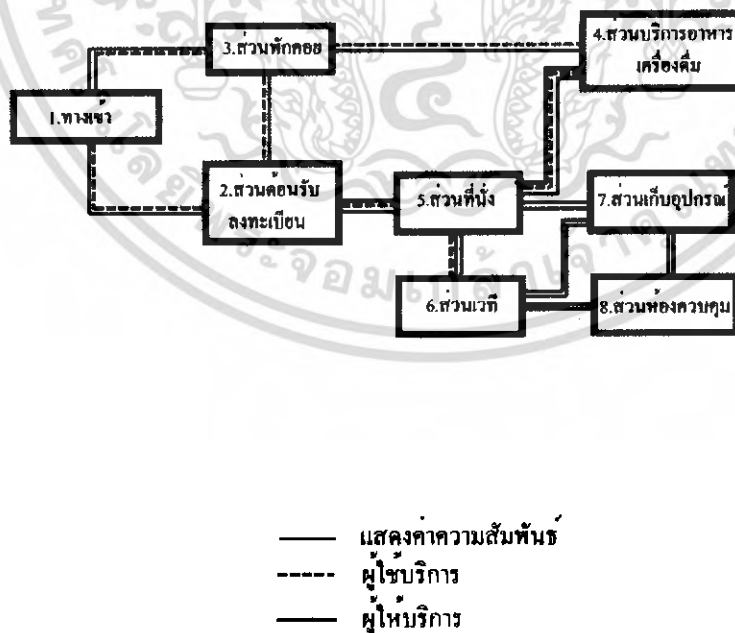 3.ส่วนพักคอย
4.ส่วนบริการอาหาร
เครื่องดื่ม
1.ทางเข้า
2.ส่วนต้อนรับ
ลงทะเบียน
5.ส่วนที่นั่ง
7.ส่วนเก็บอุปกรณ์
6.ส่วนเวที
8.ส่วนห้องควบคุม
แสดงค่าความสัมพันธ์
ผู้ใช้บริการ
ผู้ให้บริการ